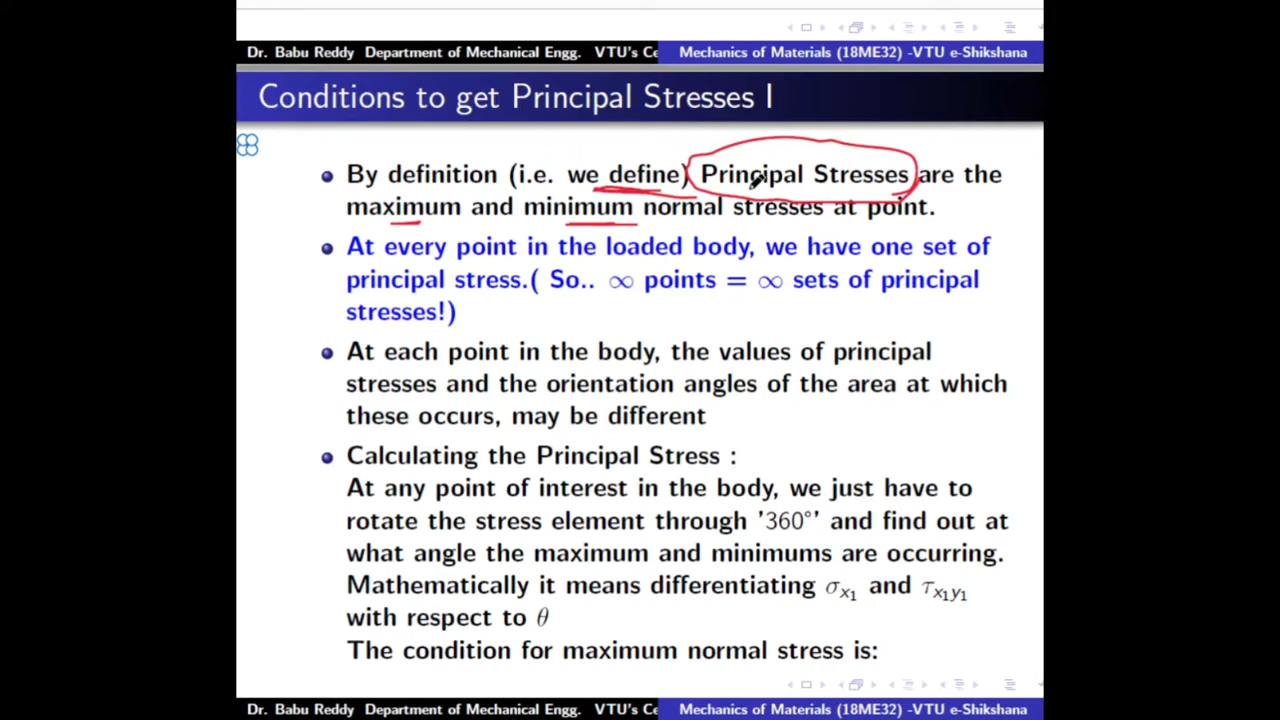 Dr. Babu Reddy Department of Mechanical Engg. VTU's Ce Mechanics of Materials (18ME32) -VTU e-Shikshana
Conditions to get Principal Stresses I
By definition (i.e. we define) Principal Stresses are the
maximum and minimum normal stresses at point.
At every point in the loaded body, we have one set of
principal stress.( So.. ∞ points = ∞ sets of principal
stresses!)
At each point in the body, the values of principal
stresses and the orientation angles of the area at which
these occurs, may be different
Calculating the Principal Stress :
At any point of interest in the body, we just have to
rotate the stress element through '360°' and find out at
what angle the maximum and minimums are occurring.
Mathematically it means differentiating σx₁ and τx₁y₁
with respect to θ
The condition for maximum normal stress is:
Dr. Babu Reddy Department of Mechanical Engg. VTU's Ce Mechanics of Materials (18ME32) -VTU e-Shikshana